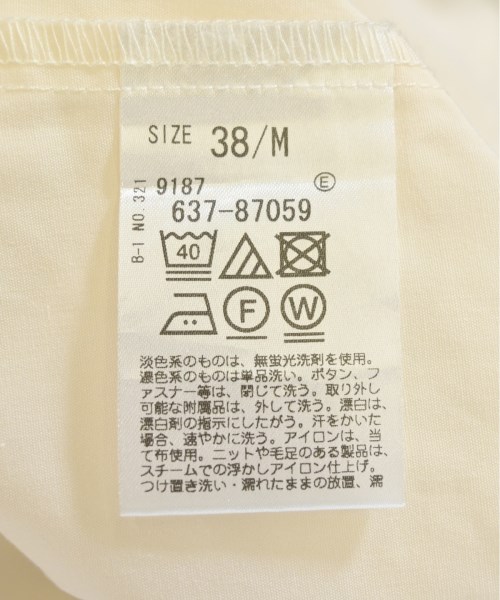 SIZE 38/M
B-I NO.321
9187 Ⓔ
637-87059
40
F W
淡色系のものは、無蛍光洗剤を使用。
濃色系のものは単品洗い。ボタン、フ
ァスナー等は、閉じて洗う。取り外し
可能な附属品は、外して洗う。漂白は、
漂白剤の指示にしたがう。汗をかいた
場合、速やかに洗う。アイロンは、当
て布使用。ニットや毛足のある製品は、
スチームでの浮かしアイロン仕上げ。
つけ置き洗い・濡れたままの放置、濡